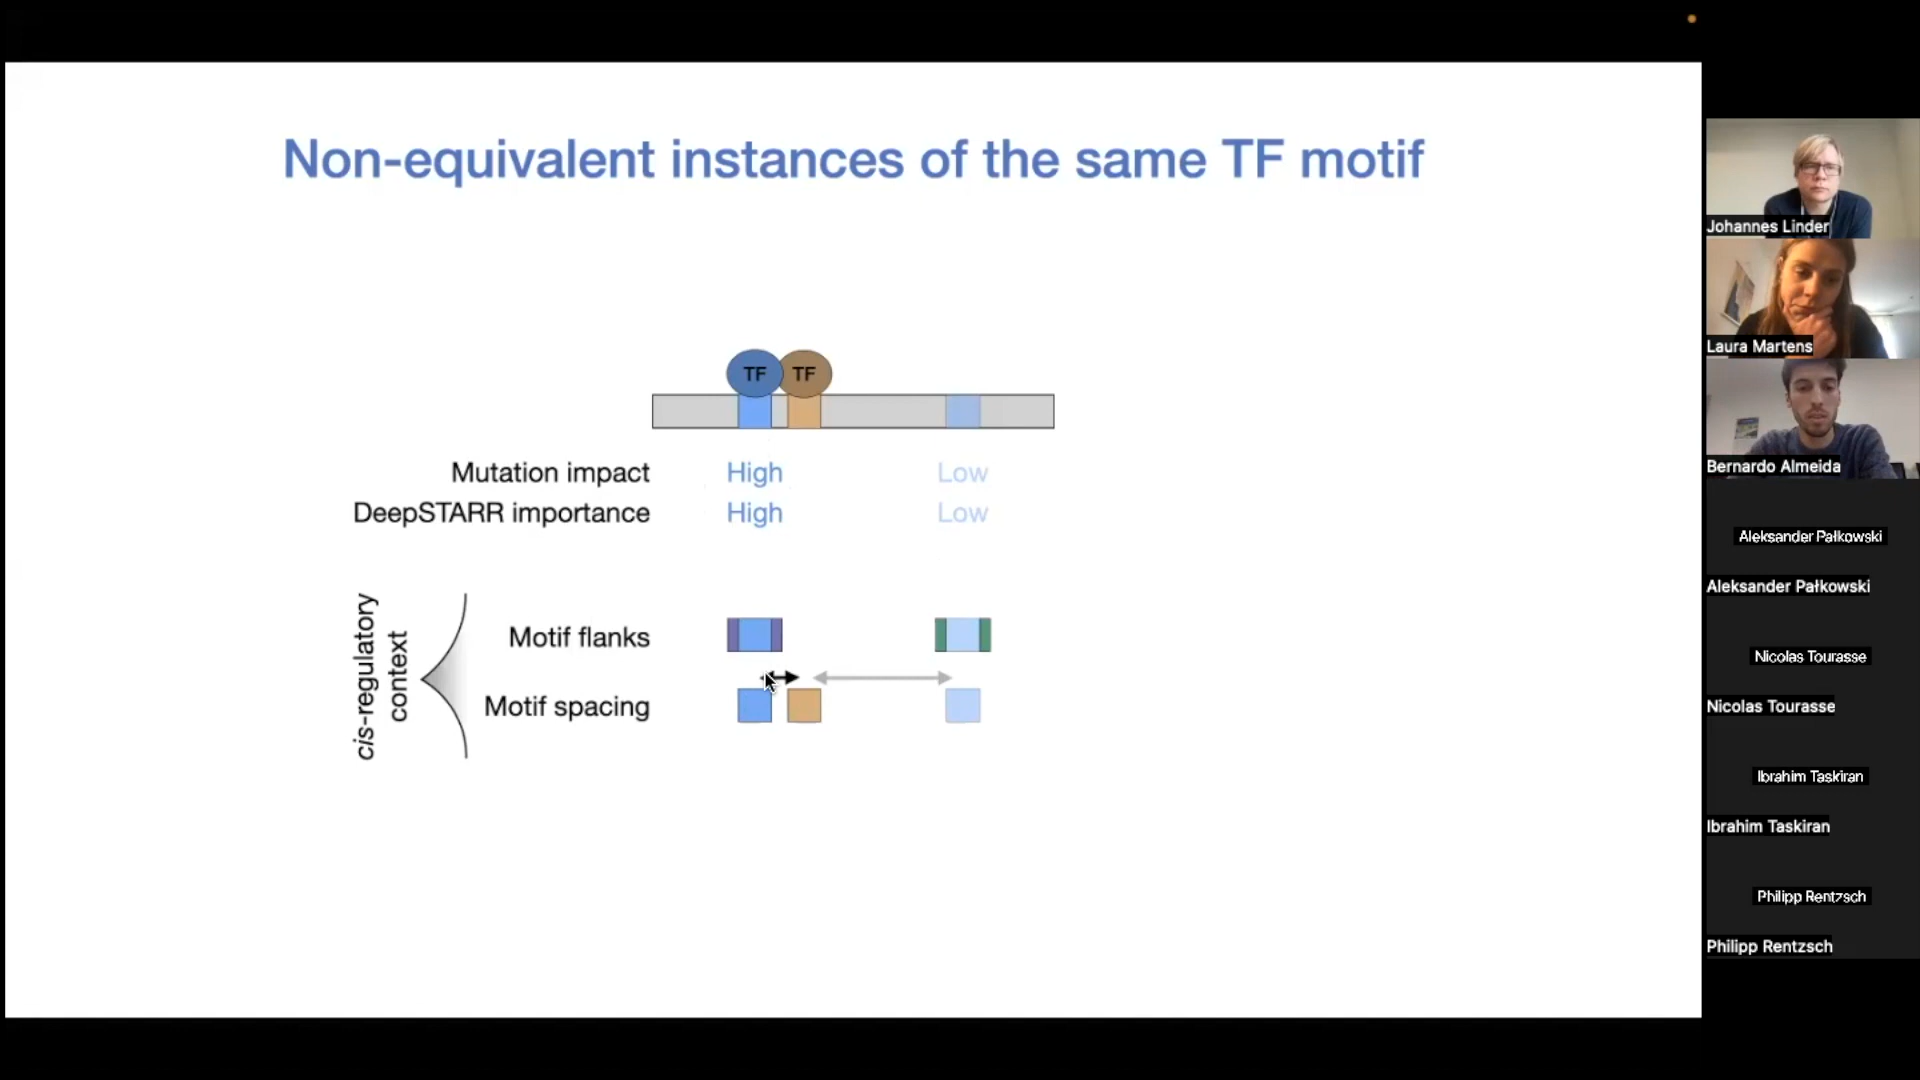 Non-equivalent instances of the same TF motif
TF TF
Mutation impact High Low
DeepSTARR importance High Low
cis-regulatory
context
Motif flanks
Motif spacing
Johannes Linder
Laura Martens
Bernardo Almeida
Aleksander Pałkowski
Aleksander Pałkowski
Nicolas Tourasse
Nicolas Tourasse
Ibrahim Taskiran
Ibrahim Taskiran
Philipp Rentzsch
Philipp Rentzsch